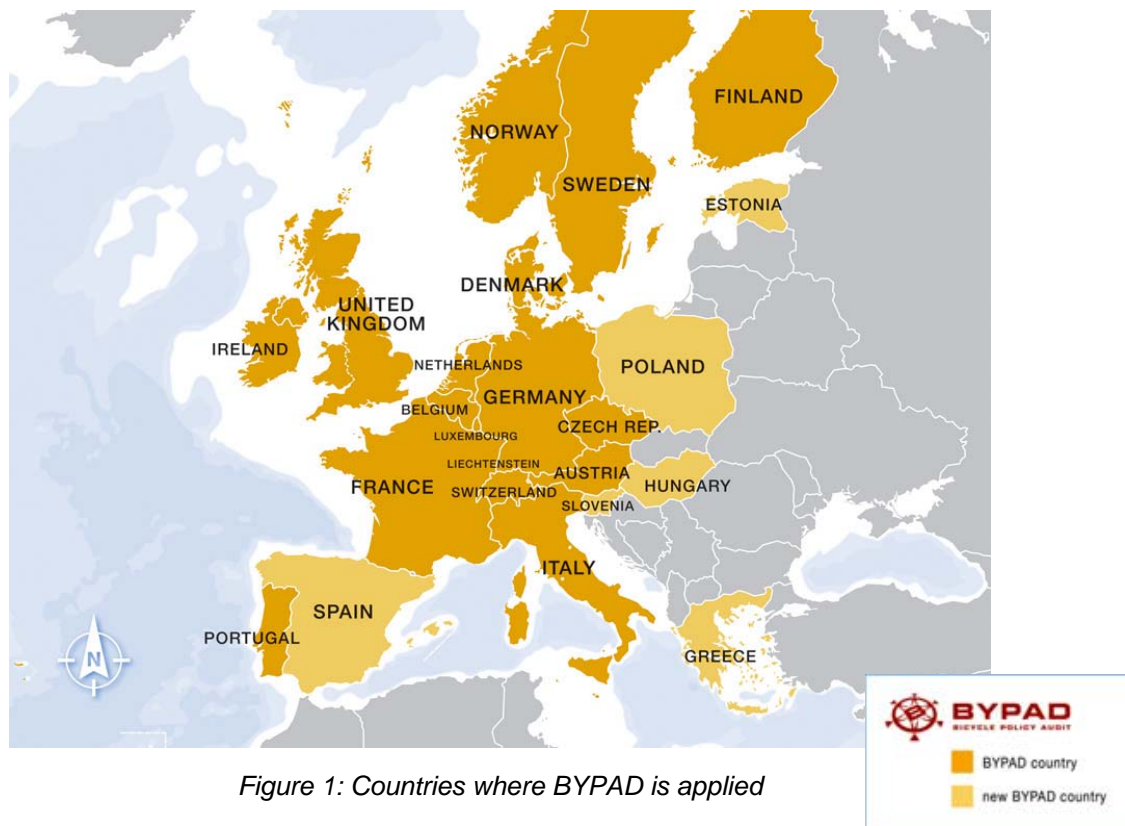 FINLAND
NORWAY
SWEDEN
ESTONIA
DENMARK
UNITED
KINGDOM
IRELAND
NETHERLANDS
POLAND
GERMANY
BELGIUM
CZECH REP.
LUXEMBOURG
LIECHTENSTEIN
AUSTRIA
FRANCE
SWITZERLAND
HUNGARY
SLOVENIA
ITALY
SPAIN
PORTUGAL
GREECE
N
BYPAD
BICYCLE POLICY AUDIT
BYPAD country
new BYPAD country
Figure 1: Countries where BYPAD is applied